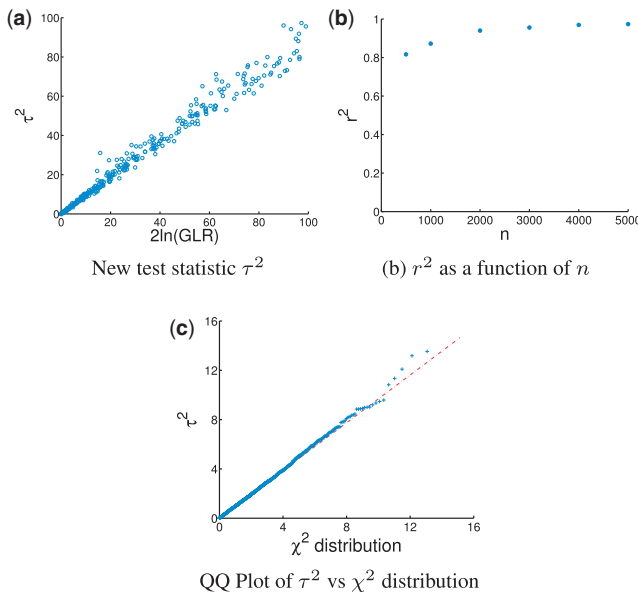 (a)
100
80
60
40
20
0
τ²
0 20 40 60 80 100
2ln(GLR)
New test statistic τ²
(b)
1
0.8
0.6
0.4
0.2
0
r²
0 1000 2000 3000 4000 5000
n
(b) r² as a function of n
(c)
16
12
8
4
0
τ²
0 4 8 12 16
χ² distribution
QQ Plot of τ² vs χ² distribution